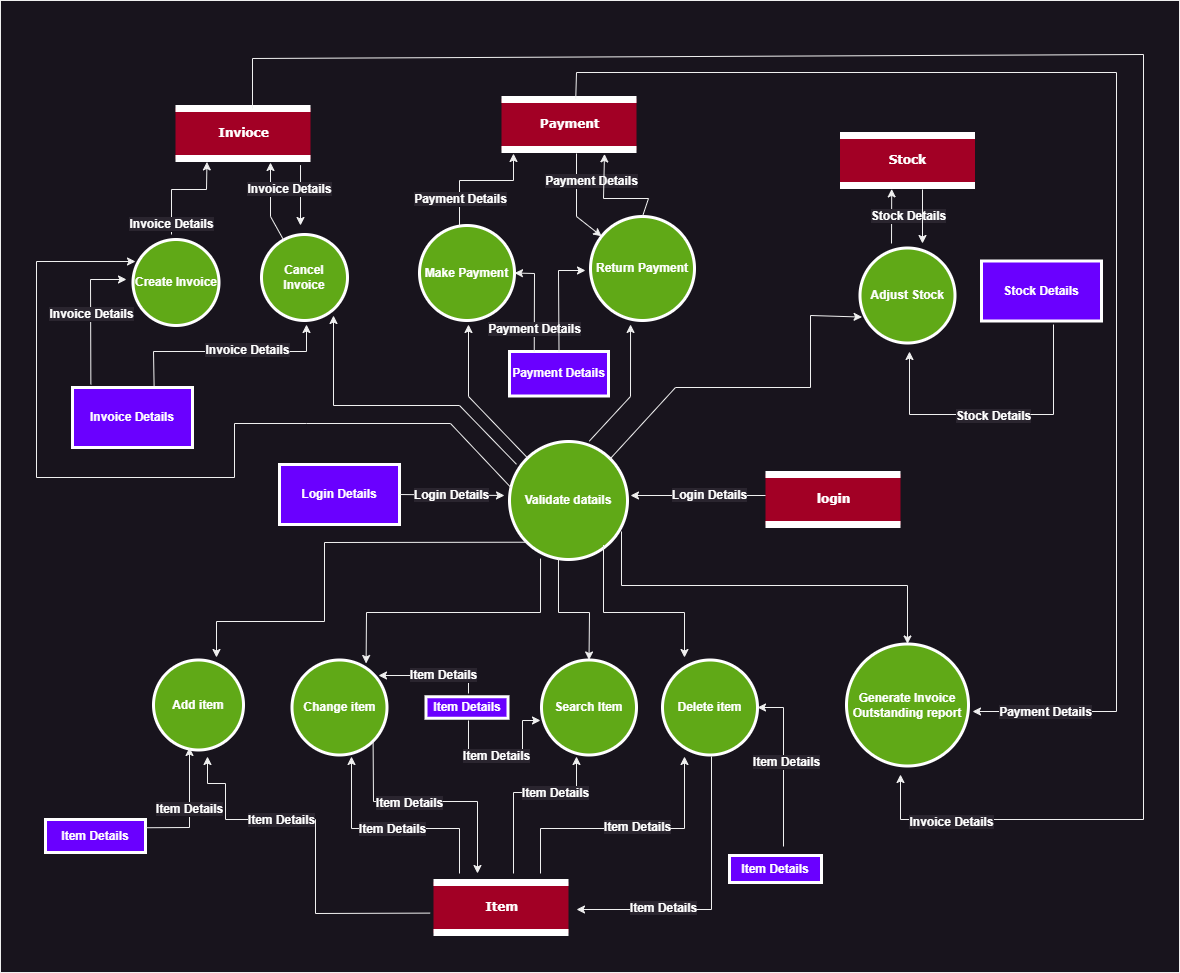 Invioce
Payment
Stock
Payment Details
Invoice Details
Payment Details
Stock Details
Invoice Details
Make Payment
Return Payment
Cancel
Invoice
Create Invoice
Adjust Stock
Stock Details
Invoice Details
Payment Details
Invoice Details
Payment Details
Invoice Details
Stock Details
Login Details
Login Details
Validate datails
Login Details
login
Item Details
Add item
Change item
Item Details
Search Item
Delete item
Generate Invoice
Outstanding report
Payment Details
Item Details
Item Details
Item Details
Item Details
Item Details
Item Details
Item Details
Item Details
Invoice Details
Item Details
Item Details
Item
Item Details
Item Details